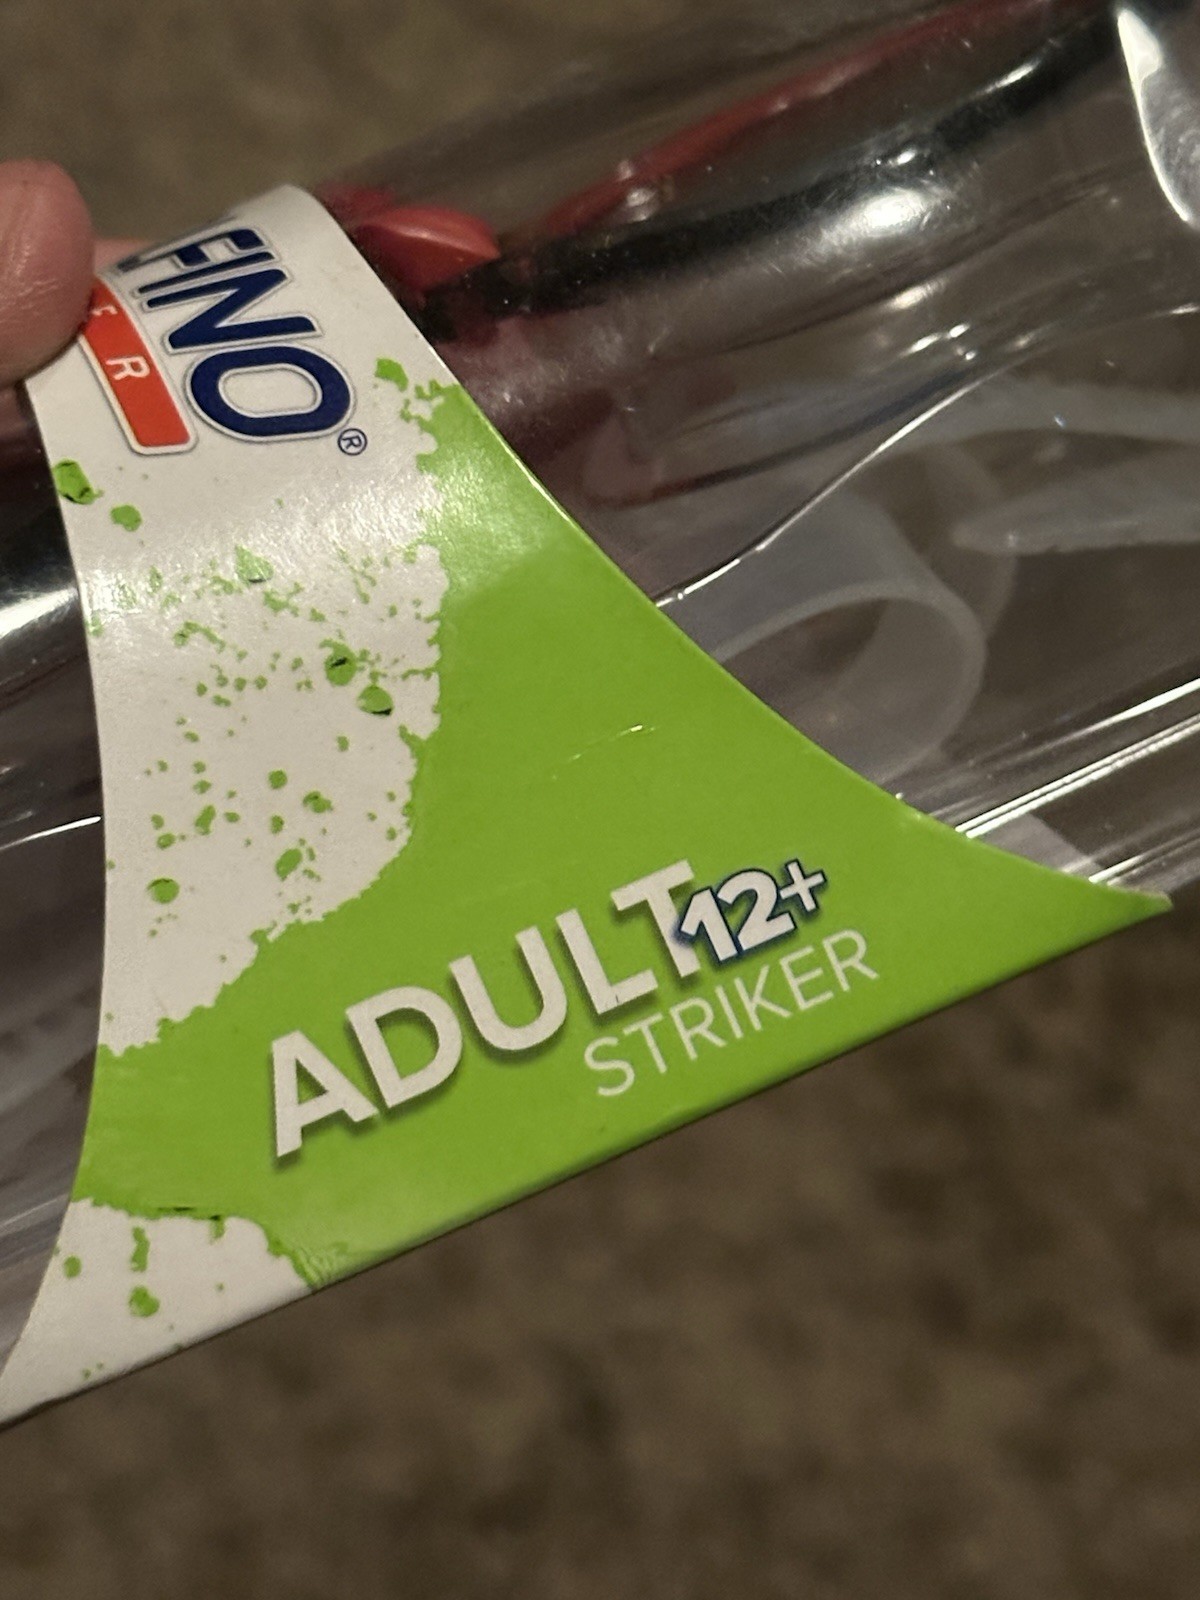 FINO®
R
ADULT 12+
STRIKER